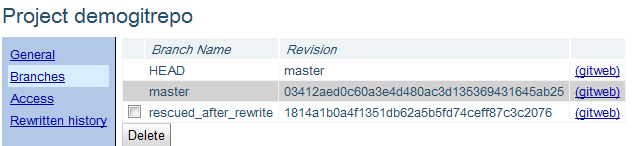 Project demogitrepo
General
Branches
Access
Rewritten history
Branch Name Revision
HEAD master (gitweb)
master 03412aed0c60a3e4d480ac3d135369431645ab25 (gitweb)
rescued_after_rewrite 1814a1b0a4f1351db62a5b5fd74ceff87c3c2076 (gitweb)
Delete